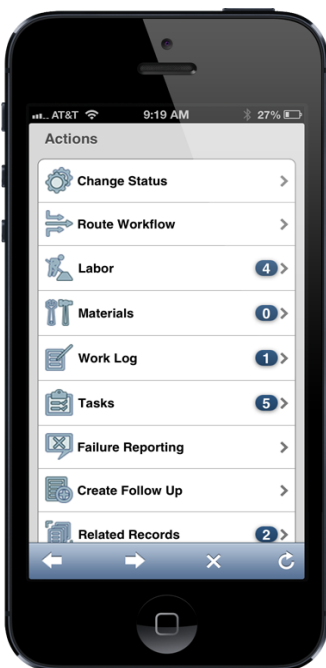 AT&T 9:19 AM 27%
Actions
Change Status
Route Workflow
Labor 4
Materials 0
Work Log 1
Tasks 5
Failure Reporting
Create Follow Up
Related Records 2